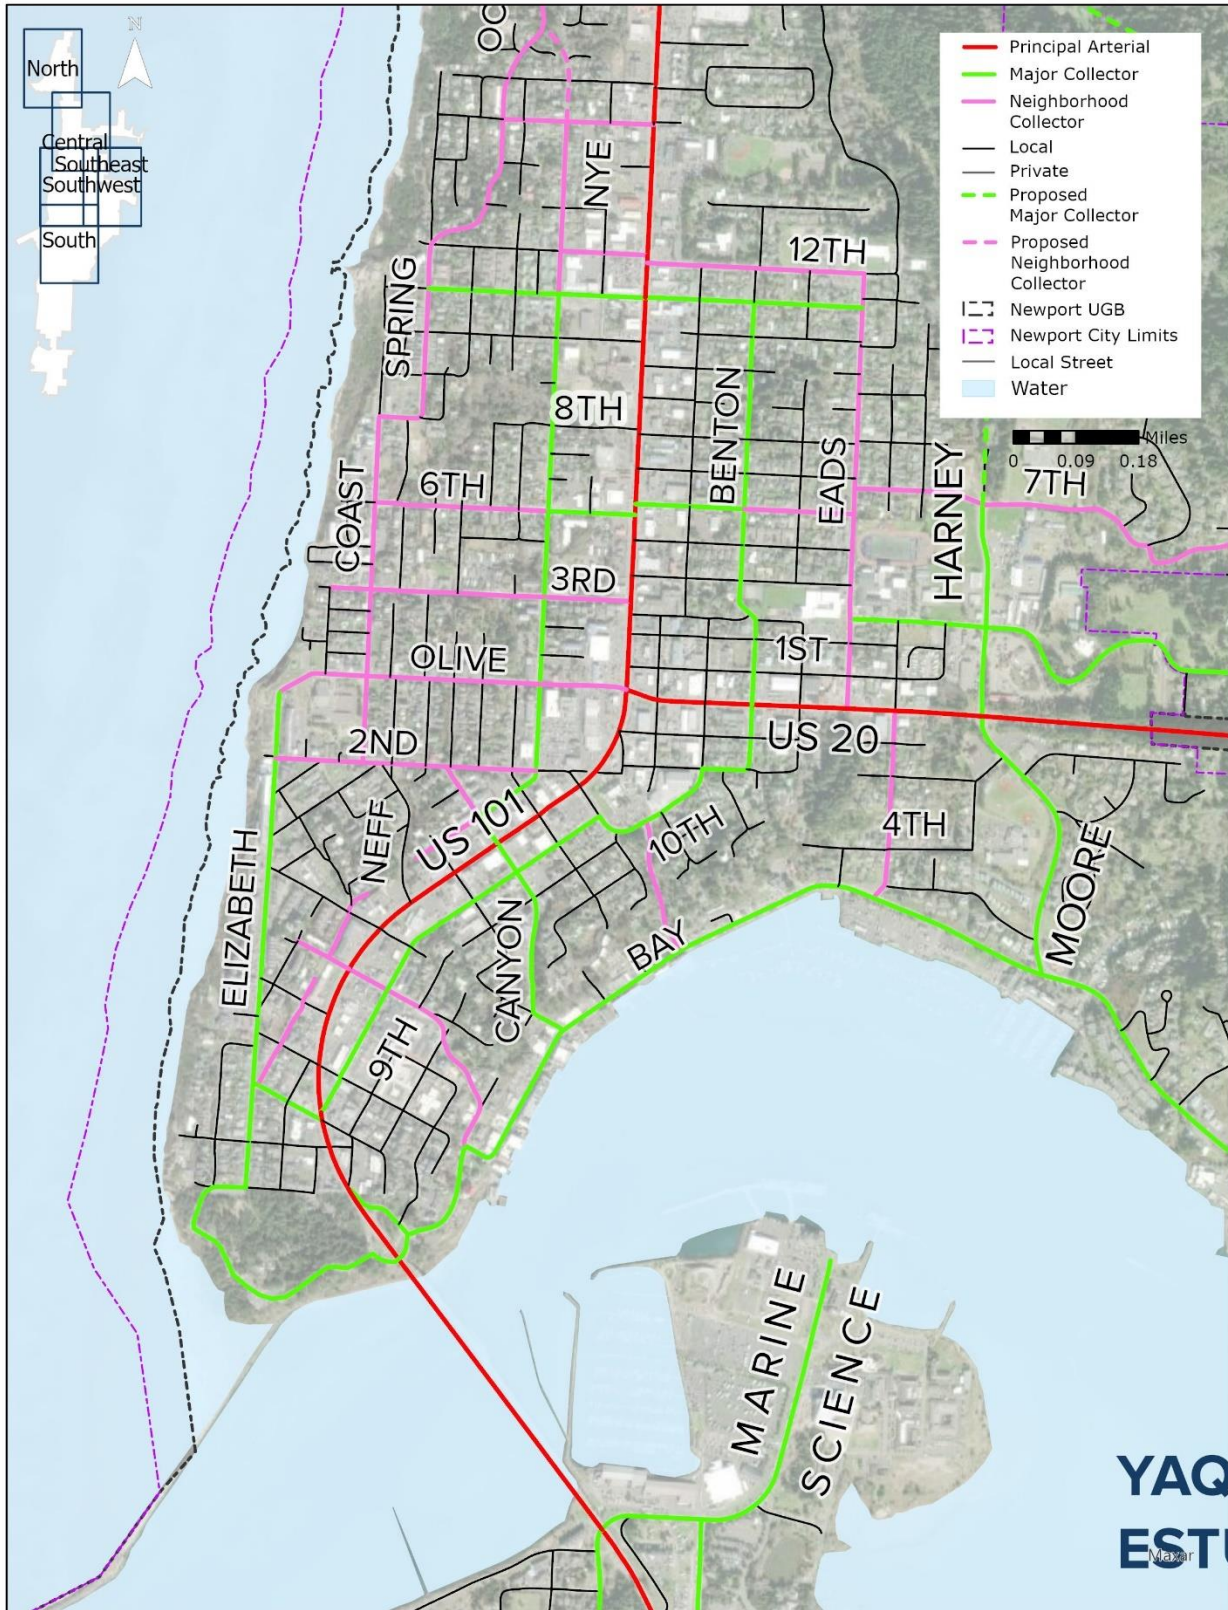 N
North
Central
Southeast
Southwest
South
Principal Arterial
Major Collector
Neighborhood
Collector
Local
Private
Proposed
Major Collector
Proposed
Neighborhood
Collector
Newport UGB
Newport City Limits
Local Street
Water
Miles
0 0.09 0.18
OC
NYE
12TH
SPRING
8TH
BENTON
EADS
HARNEY
7TH
6TH
COAST
3RD
1ST
OLIVE
2ND
US 20
NEFF
US 101
10TH
4TH
MOORE
ELIZABETH
CANYON
BAY
9TH
MARINE
SCIENCE
YAQ
ESTU
Maxar